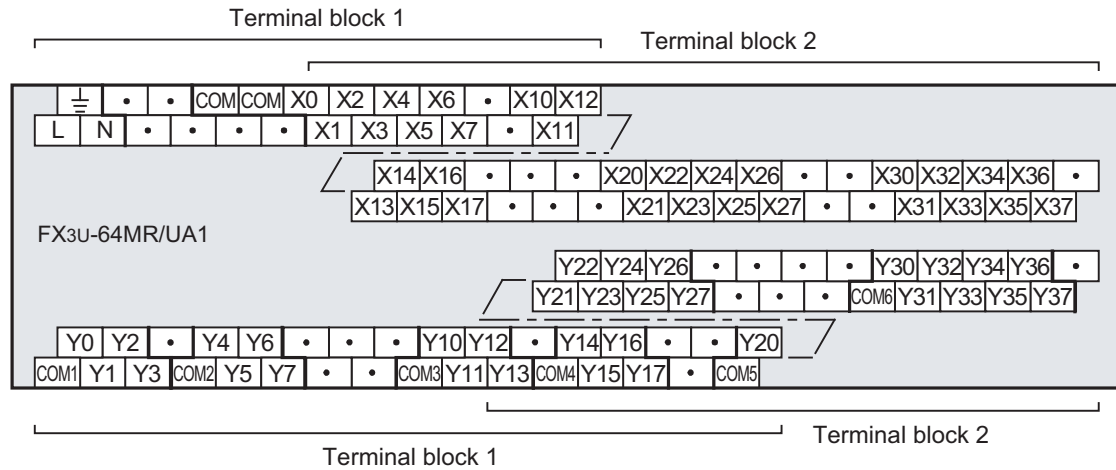 Terminal block 1
Terminal block 2
• • COM COM X0 X2 X4 X6 • X10 X12
L N • • • • X1 X3 X5 X7 • X11
X14 X16 • • • X20 X22 X24 X26 • • X30 X32 X34 X36 •
X13 X15 X17 • • • X21 X23 X25 X27 • • X31 X33 X35 X37
FX3U-64MR/UA1
Y22 Y24 Y26 • • • • Y30 Y32 Y34 Y36 •
Y21 Y23 Y25 Y27 • • • COM6 Y31 Y33 Y35 Y37
Y0 Y2 • Y4 Y6 • • • Y10 Y12 • Y14 Y16 • • Y20
COM1 Y1 Y3 COM2 Y5 Y7 • • COM3 Y11 Y13 COM4 Y15 Y17 • COM5
Terminal block 2
Terminal block 1